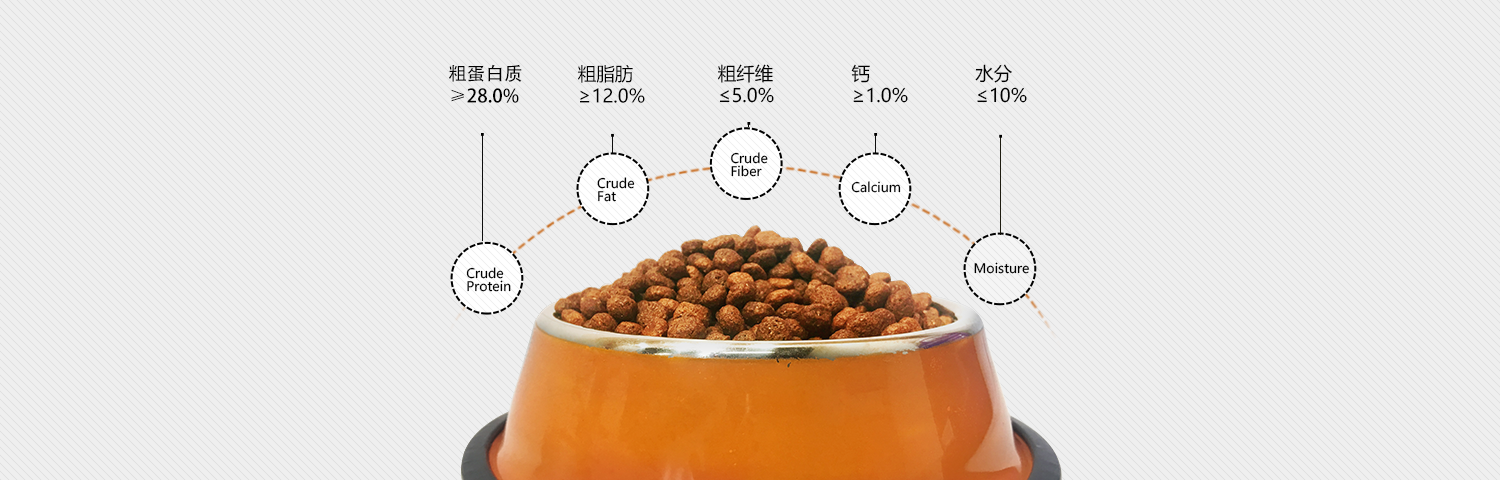 粗蛋白质
≥28.0%
粗脂肪
≥12.0%
粗纤维
≤5.0%
钙
≥1.0%
水分
≤10%
Crude
Protein
Crude
Fat
Crude
Fiber
Calcium
Moisture